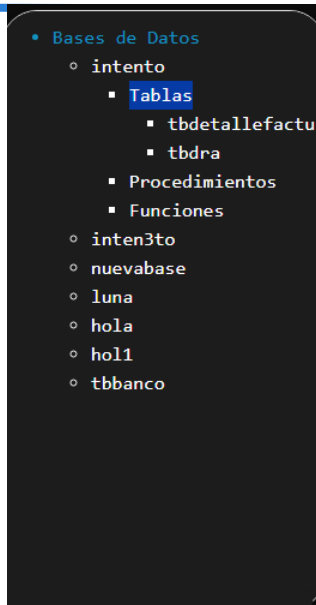 Bases de Datos
intento
Tablas
tbdetallefactu
tbdra
Procedimientos
Funciones
inten3to
nuevabase
luna
hola
hol1
tbbanco